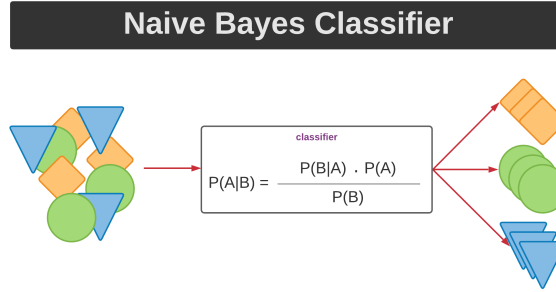 Naive Bayes Classifier
classifier
P(A|B) = P(B|A) . P(A)
P(B)